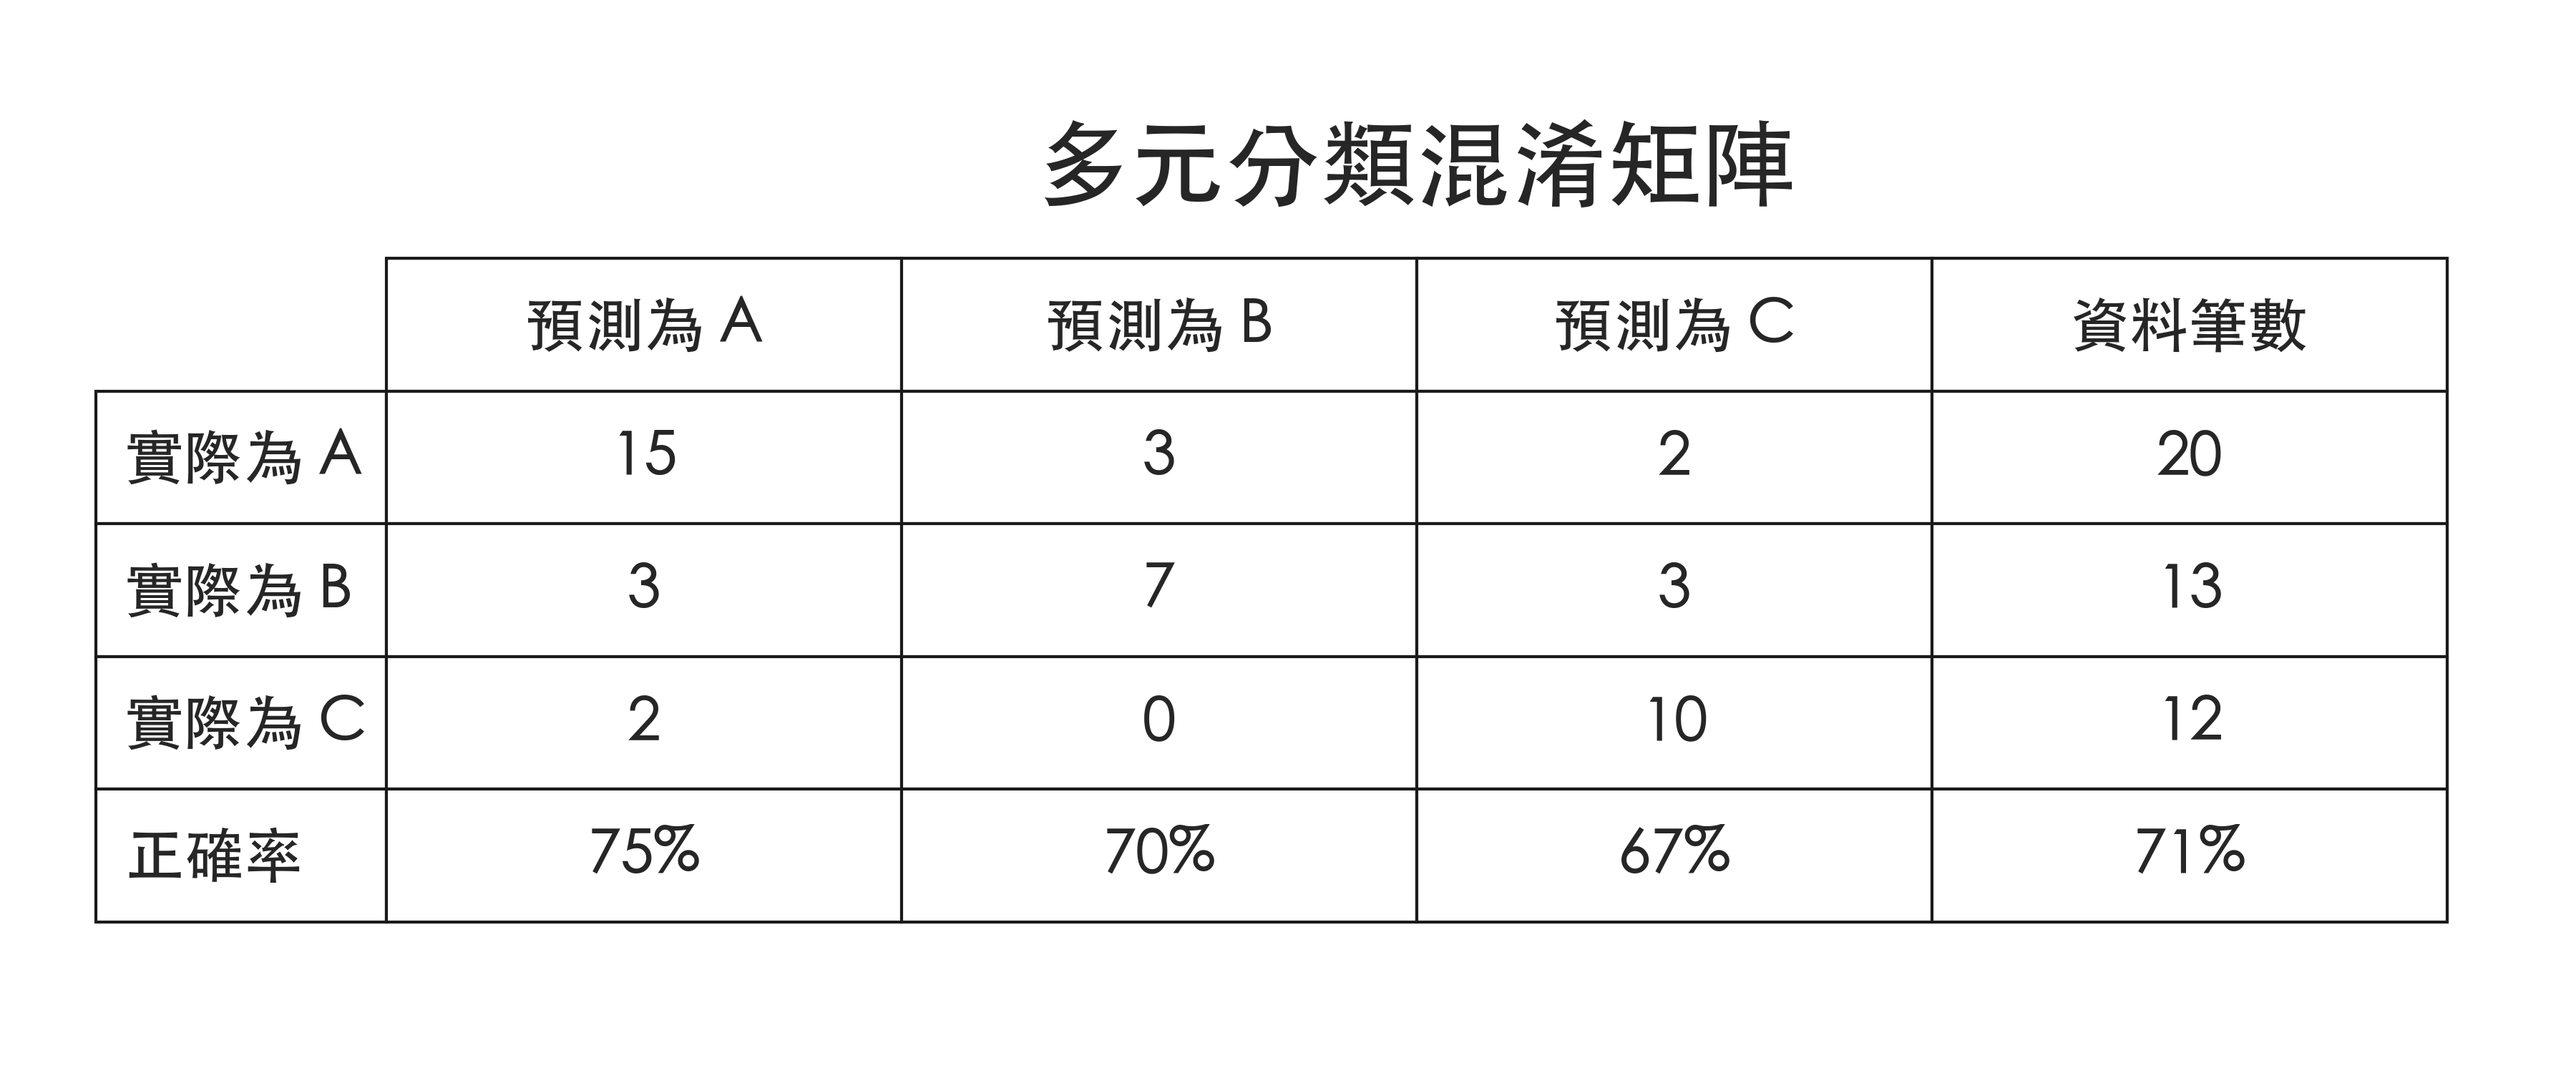 多元分類混淆矩陣
預測為 A 預測為 B 預測為 C 資料筆數
實際為 A 15 3 2 20
實際為 B 3 7 3 13
實際為 C 2 0 10 12
正確率 75% 70% 67% 71%